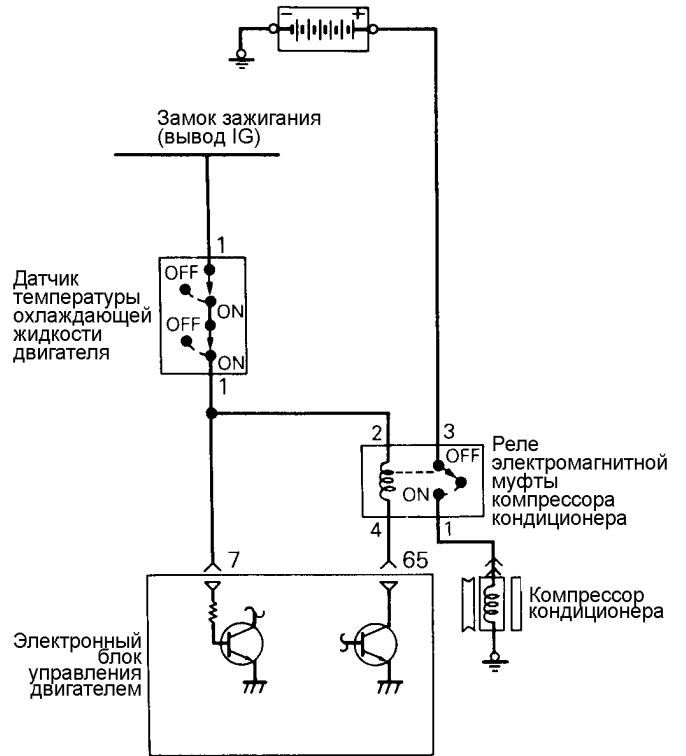 - +
Замок зажигания
(вывод IG)
1
OFF
ON
OFF
ON
1
Датчик
температуры
охлаждающей
жидкости
двигателя
2
3
OFF
ON
4
1
Реле
электромагнитной
муфты
компрессора
кондиционера
7
65
Компрессор
кондиционера
Электронный
блок
управления
двигателем